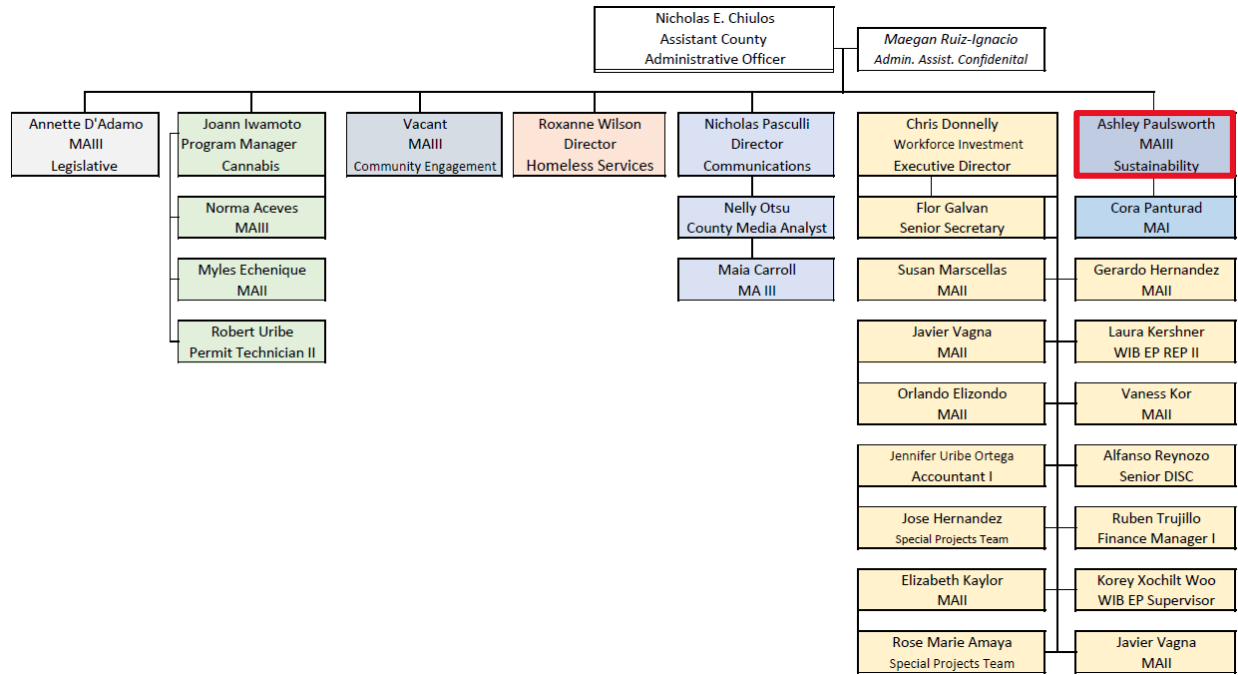 Nicholas E. Chiulos
Assistant County
Administrative Officer
Maegan Ruiz-Ignacio
Admin. Assist. Confidenital
Annette D'Adamo
MAIII
Legislative
Joann Iwamoto
Program Manager
Cannabis
Norma Aceves
MAIII
Myles Echenique
MAII
Robert Uribe
Permit Technician II
Vacant
MAIII
Community Engagement
Roxanne Wilson
Director
Homeless Services
Nicholas Pasculli
Director
Communications
Nelly Otsu
County Media Analyst
Maia Carroll
MA III
Chris Donnelly
Workforce Investment
Executive Director
Flor Galvan
Senior Secretary
Susan Marscellas
MAII
Javier Vagna
MAII
Orlando Elizondo
MAII
Jennifer Uribe Ortega
Accountant I
Jose Hernandez
Special Projects Team
Elizabeth Kaylor
MAII
Rose Marie Amaya
Special Projects Team
Ashley Paulsworth
MAIII
Sustainability
Cora Panturad
MAI
Gerardo Hernandez
MAII
Laura Kershner
WIB EP REP II
Vaness Kor
MAII
Alfanso Reynozo
Senior DISC
Ruben Trujillo
Finance Manager I
Korey Xochilt Woo
WIB EP Supervisor
Javier Vagna
MAII